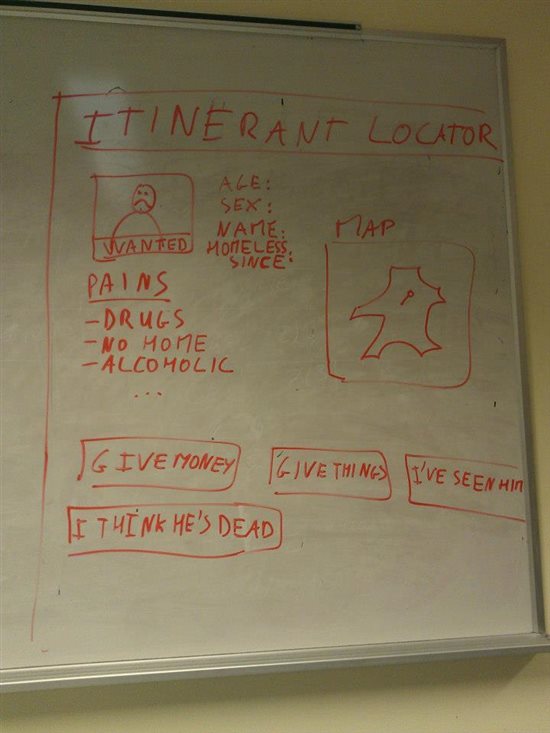 ITINERANT LOCATOR
WANTED
AGE:
SEX:
NAME:
HOMELESS
SINCE:
MAP
PAINS
-DRUGS
-NO HOME
-ALCOHOLIC
...
GIVE MONEY
GIVE THINGS
I'VE SEEN HIM
I THINK HE'S DEAD